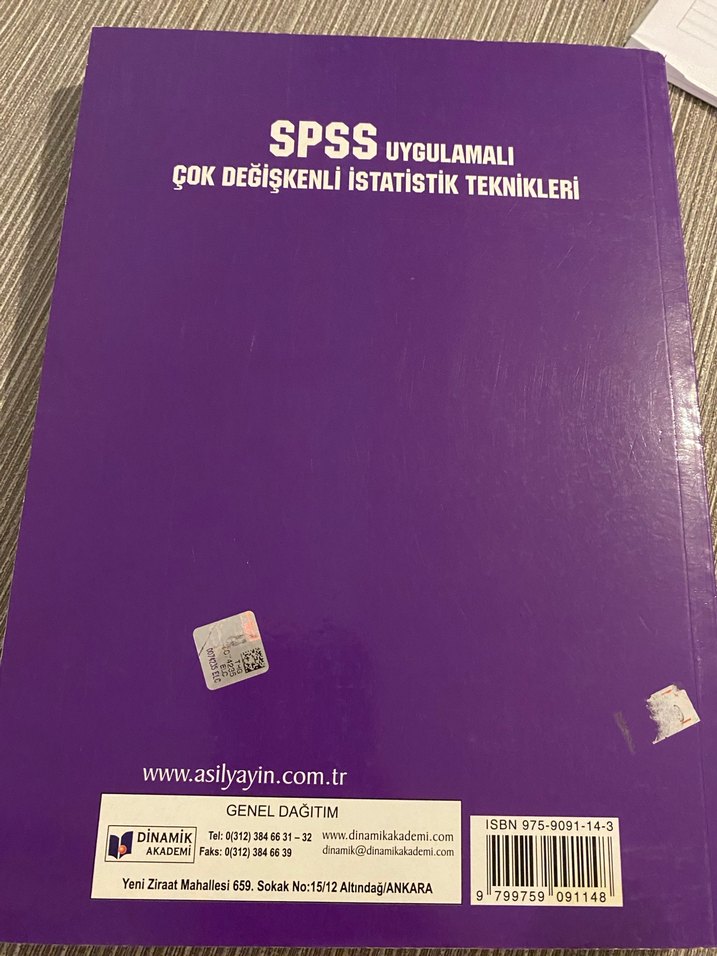 SPSS UYGULAMALI
ÇOK DEĞİŞKENLİ İSTATİSTİK TEKNİKLERİ
www.asilyayin.com.tr
GENEL DAĞITIM
DİNAMİK
AKADEMİ
Tel: 0(312) 384 66 31 – 32 www.dinamikakademi.com
Faks: 0(312) 384 66 39 dinamik@dinamikakademi.com
Yeni Ziraat Mahallesi 659. Sokak No:15/12 Altındağ/ANKARA
ISBN 975-9091-14-3
9 799759 091148